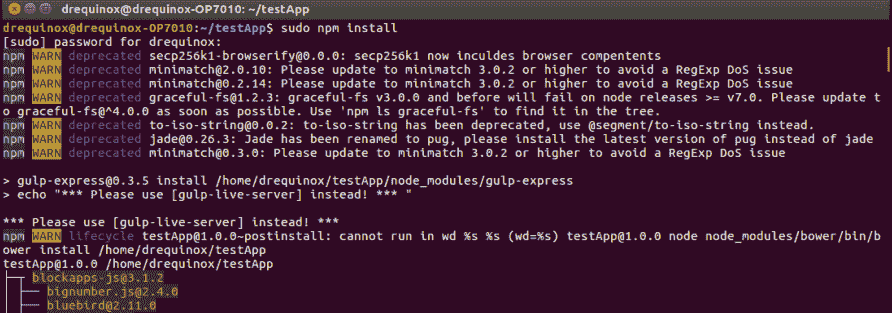 drequinox@drequinox-OP7010: ~/testApp
drequinox@drequinox-OP7010:~/testApp$ sudo npm install
[sudo] password for drequinox:
npm WARN deprecated secp256k1-browserify@0.0.0: secp256k1 now inculdes browser compentents
npm WARN deprecated minimatch@2.0.10: Please update to minimatch 3.0.2 or higher to avoid a RegExp DoS issue
npm WARN deprecated minimatch@0.2.14: Please update to minimatch 3.0.2 or higher to avoid a RegExp DoS issue
npm WARN deprecated graceful-fs@1.2.3: graceful-fs v3.0.0 and before will fail on node releases >= v7.0. Please update t
o graceful-fs@^4.0.0 as soon as possible. Use 'npm ls graceful-fs' to find it in the tree.
npm WARN deprecated to-iso-string@0.0.2: to-iso-string has been deprecated, use @segment/to-iso-string instead.
npm WARN deprecated jade@0.26.3: Jade has been renamed to pug, please install the latest version of pug instead of jade
npm WARN deprecated minimatch@0.3.0: Please update to minimatch 3.0.2 or higher to avoid a RegExp DoS issue
> gulp-express@0.3.5 install /home/drequinox/testApp/node_modules/gulp-express
> echo "*** Please use [gulp-live-server] instead! *** "
*** Please use [gulp-live-server] instead! ***
npm WARN lifecycle testApp@1.0.0~postinstall: cannot run in wd %s %s (wd=%s) testApp@1.0.0 node node_modules/bower/bin/b
ower install /home/drequinox/testApp
testApp@1.0.0 /home/drequinox/testApp
├── blockapps-js@3.1.2
│ ├── bignumber.js@2.4.0
│ ├── bluebird@2.11.0